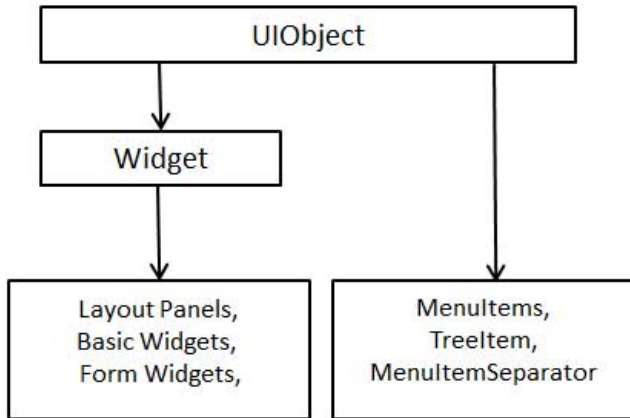 UIObject
Widget
Layout Panels,
Basic Widgets,
Form Widgets,
MenuItems,
TreeItem,
MenuItemSeparator